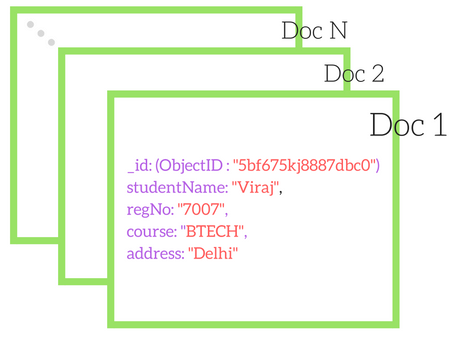 Doc N
Doc 2
Doc 1
_id: (ObjectID : "5bf675kj8887dbc0")
studentName: "Viraj",
regNo: "7007",
course: "BTECH",
address: "Delhi"